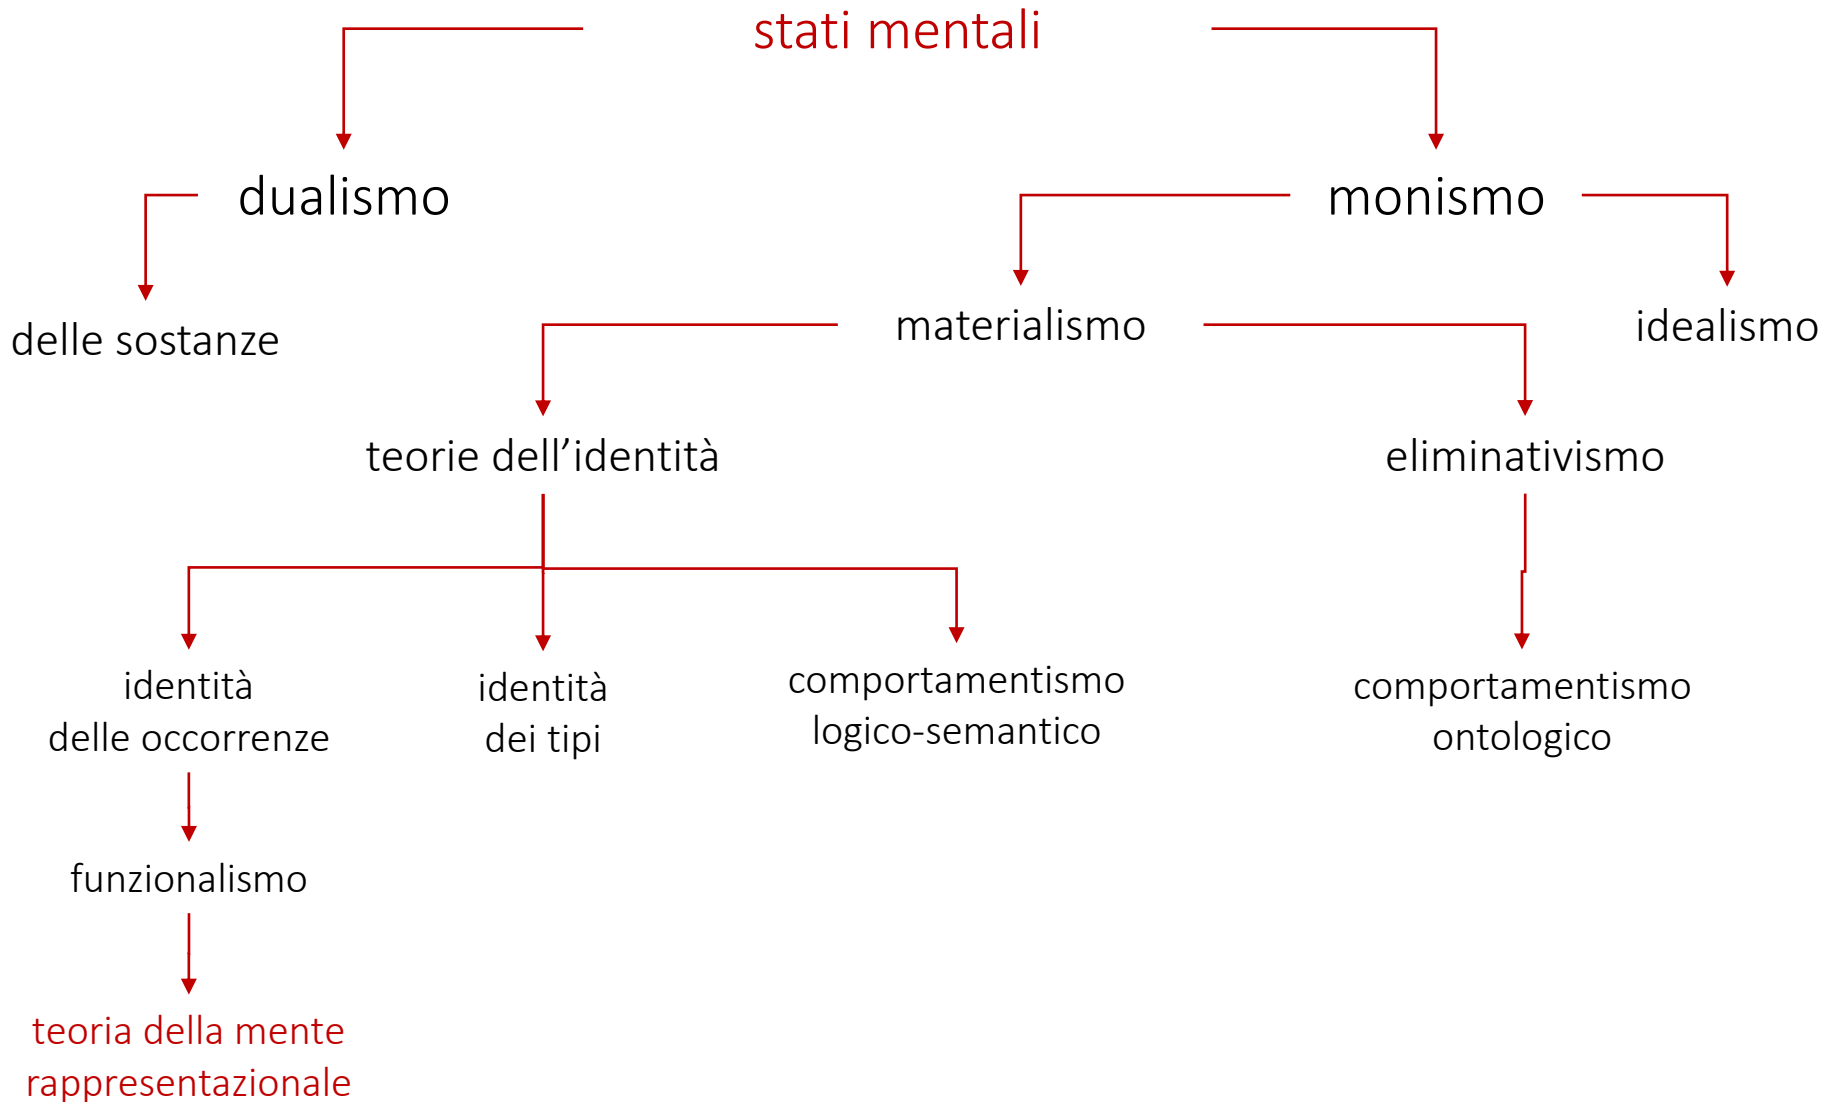 stati mentali
dualismo
monismo
delle sostanze
materialismo
idealismo
teorie dell’identità
eliminativismo
identità
delle occorrenze
identità
dei tipi
comportamentismo
logico-semantico
comportamentismo
ontologico
funzionalismo
teoria della mente
rappresentazionale